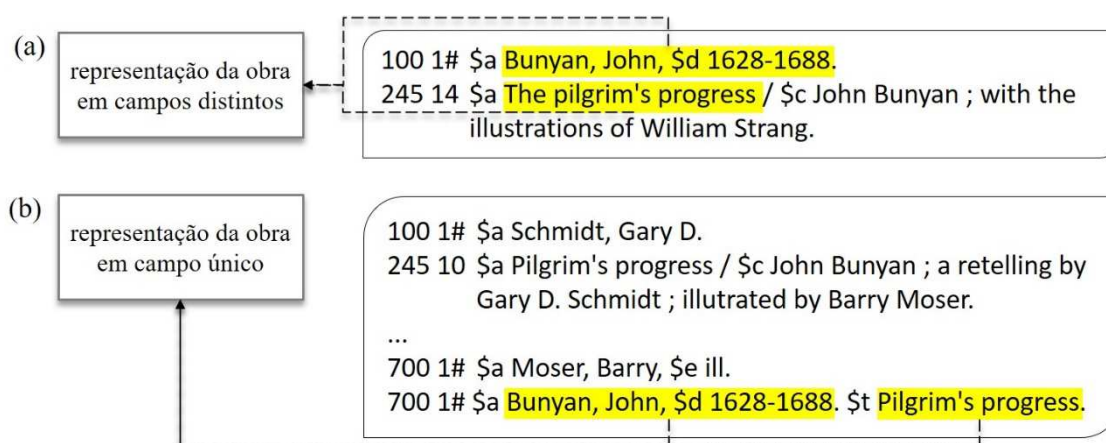 (a)
representação da obra
em campos distintos
100 1# $a Bunyan, John, $d 1628-1688.
245 14 $a The pilgrim's progress / $c John Bunyan ; with the
illustrations of William Strang.
(b)
representação da obra
em campo único
100 1# $a Schmidt, Gary D.
245 10 $a Pilgrim's progress / $c John Bunyan ; a retelling by
Gary D. Schmidt ; illutrated by Barry Moser.
...
700 1# $a Moser, Barry, $e ill.
700 1# $a Bunyan, John, $d 1628-1688. $t Pilgrim's progress.